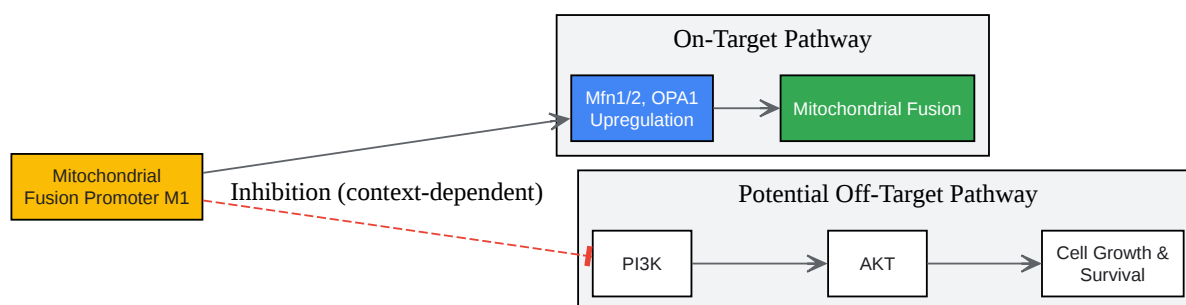 On-Target Pathway
Mfn1/2, OPA1
Upregulation
Mitochondrial Fusion
Mitochondrial
Fusion Promoter M1
Inhibition (context-dependent)
Potential Off-Target Pathway
PI3K
AKT
Cell Growth &
Survival